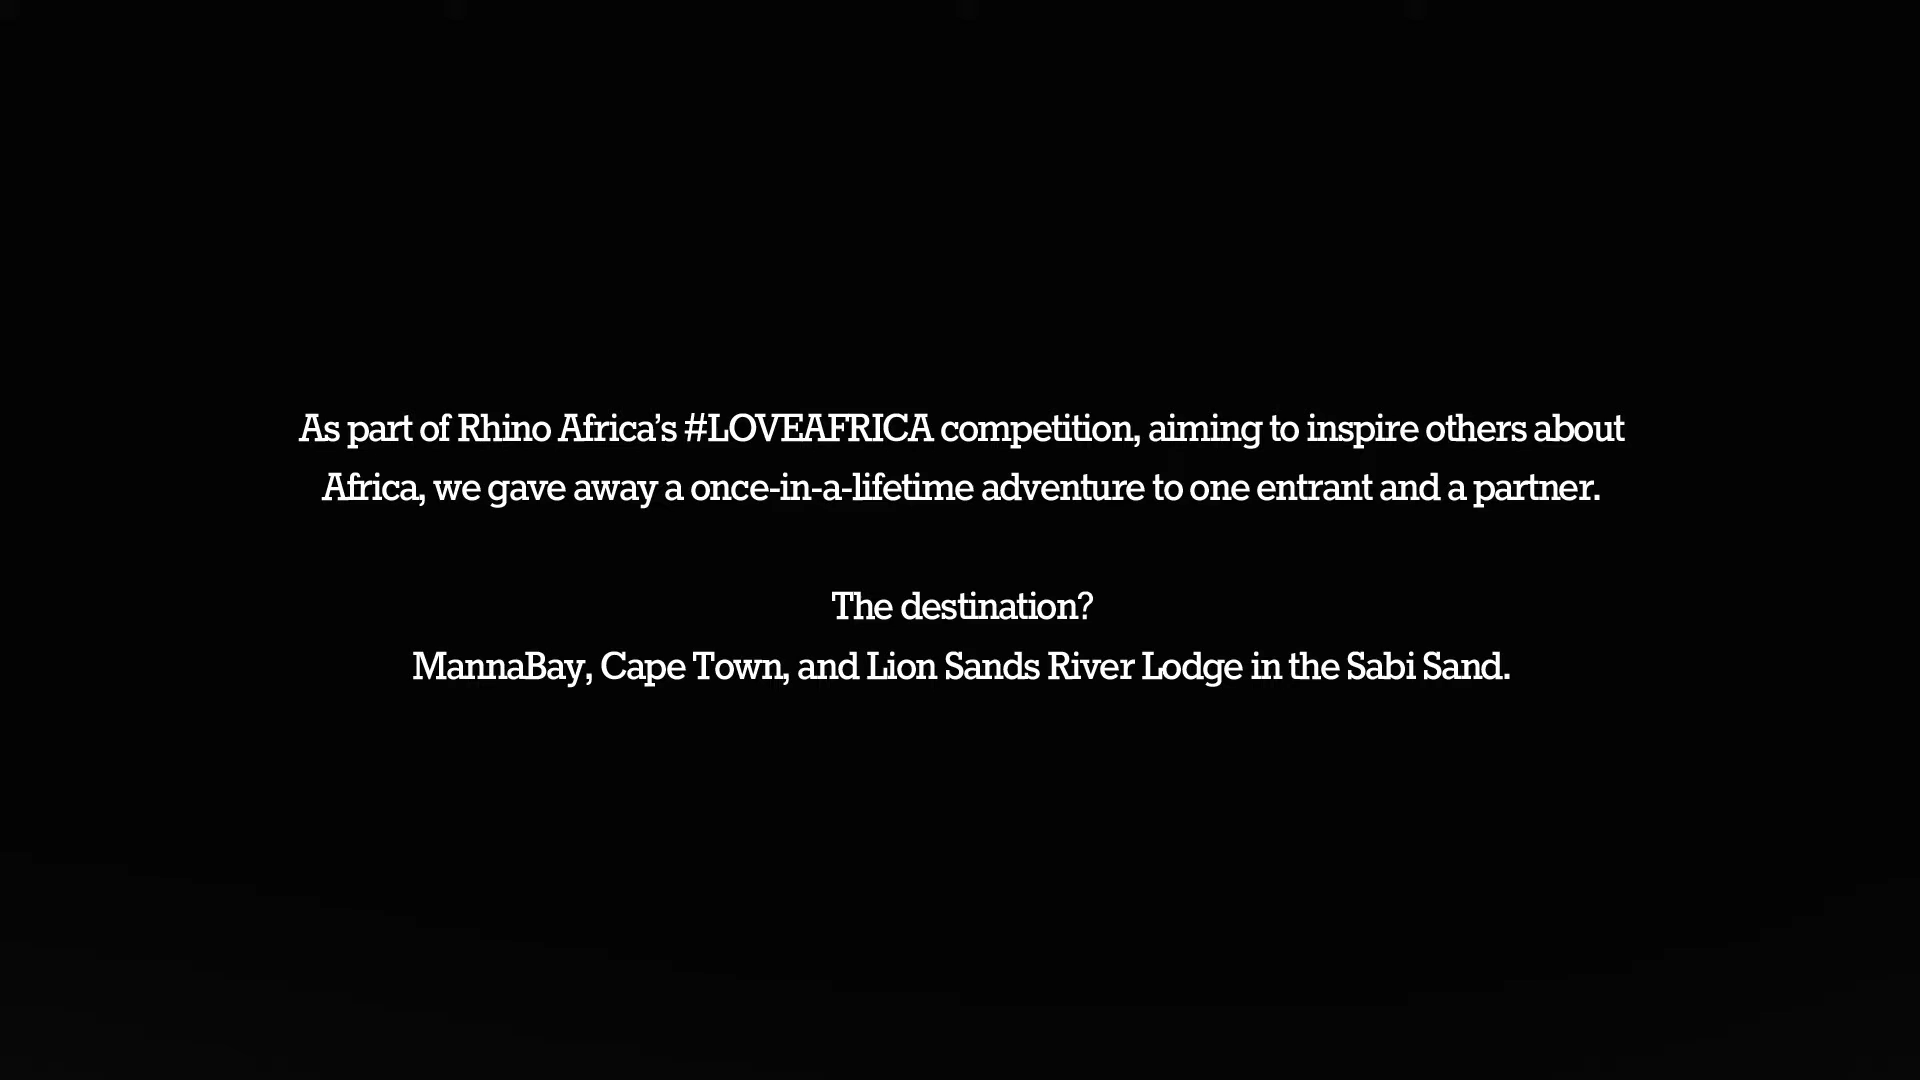 As part of Rhino Africa’s #LOVEAFRICA competition, aiming to inspire others about
Africa, we gave away a once-in-a-lifetime adventure to one entrant and a partner.
The destination?
MannaBay, Cape Town, and Lion Sands River Lodge in the Sabi Sand.